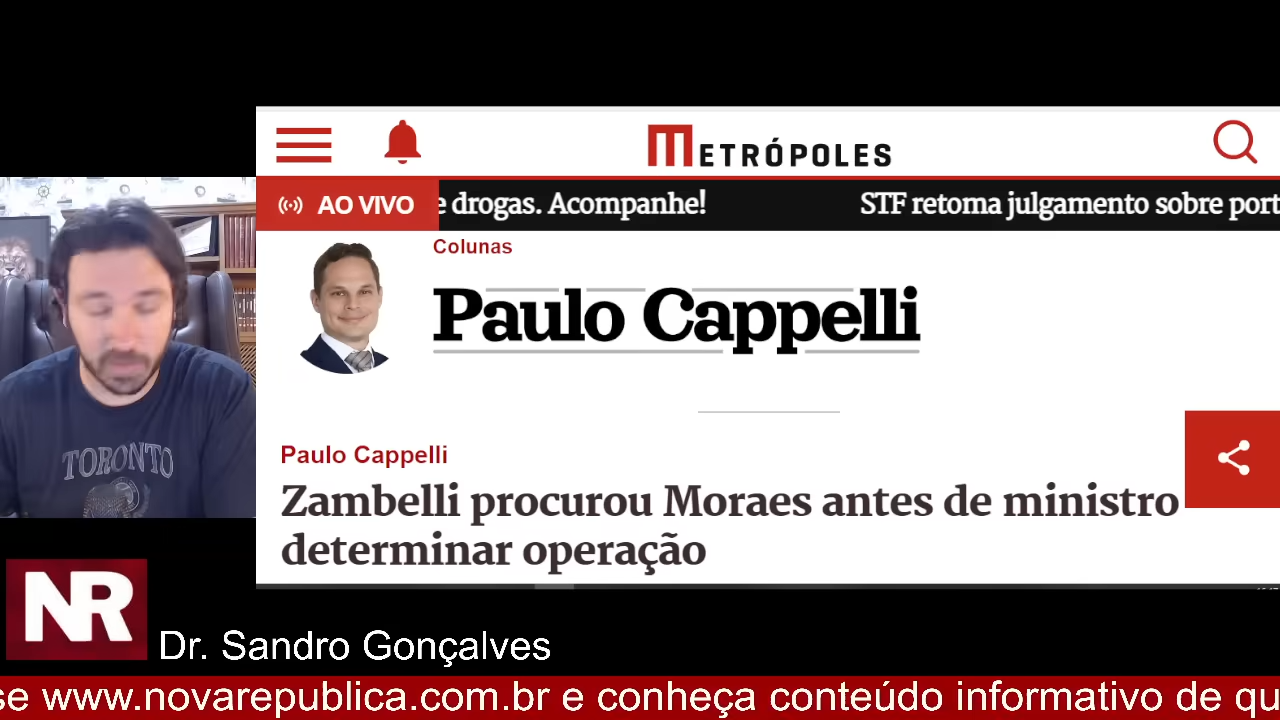 METRÓPOLES
AO VIVO
e drogas. Acompanhe!
STF retoma julgamento sobre port
Colunas
Paulo Cappelli
Paulo Cappelli
Zambelli procurou Moraes antes de ministro
determinar operação
TORONTO
NR
Dr. Sandro Gonçalves
se www.novarepublica.com.br e conheça conteúdo informativo de qu